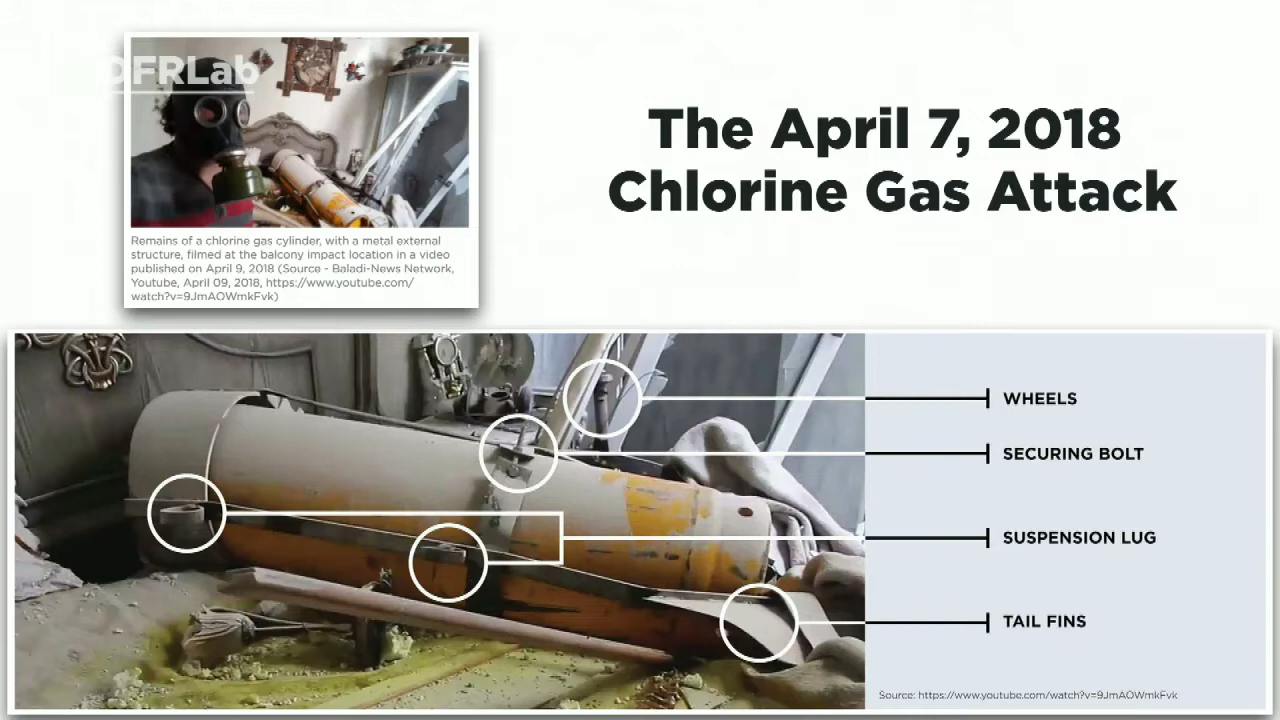 DFRLab
The April 7, 2018
Chlorine Gas Attack
Remains of a chlorine gas cylinder, with a metal external
structure, filmed at the balcony impact location in a video
published on April 9, 2018 (Source - Baladi-News Network,
Youtube, April 09, 2018, https://www.youtube.com/
watch?v=9JmAOWmkFvk)
WHEELS
SECURING BOLT
SUSPENSION LUG
TAIL FINS
Source: https://www.youtube.com/watch?v=9JmAOWmkFvk